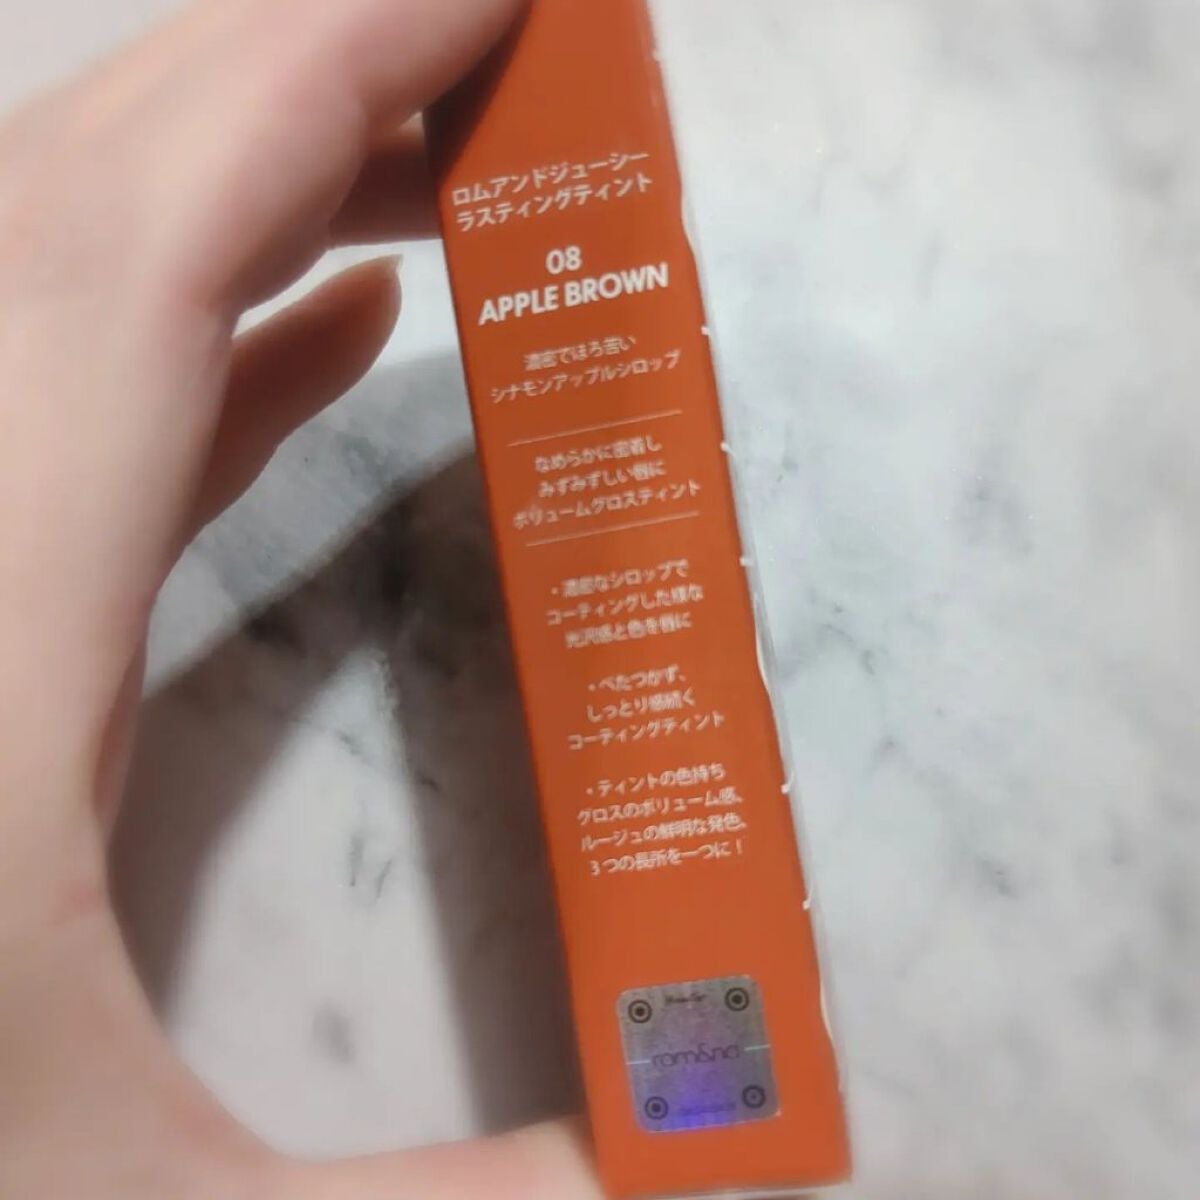 ロムアンドジューシー
ラスティングティント
08
APPLE BROWN
濃密でほろ苦い
シナモンアップルシロップ
なめらかに密着し
みずみずしい唇に
ボリュームグロスティント
・濃密なシロップで
コーティングした様な
光沢感と色を唇に
・べたつかず、
しっとり感続く
コーティングティント
・ティントの色持ち
グロスのボリューム感、
ルージュの鮮明な発色、
3つの長所を一つに！
rom&nd